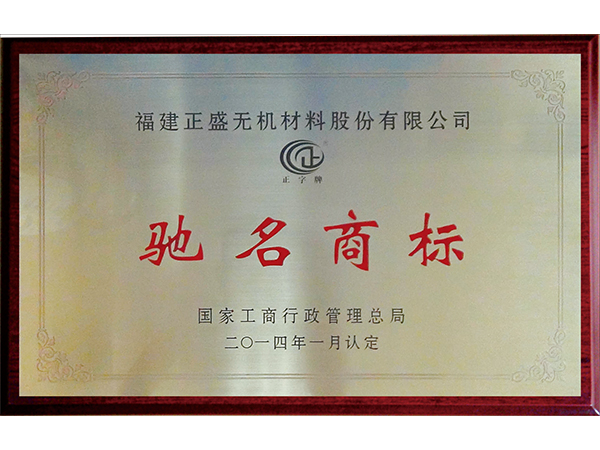 福建正盛无机材料股份有限公司
正字牌
驰名商标
国家工商行政管理总局
二〇一四年一月认定